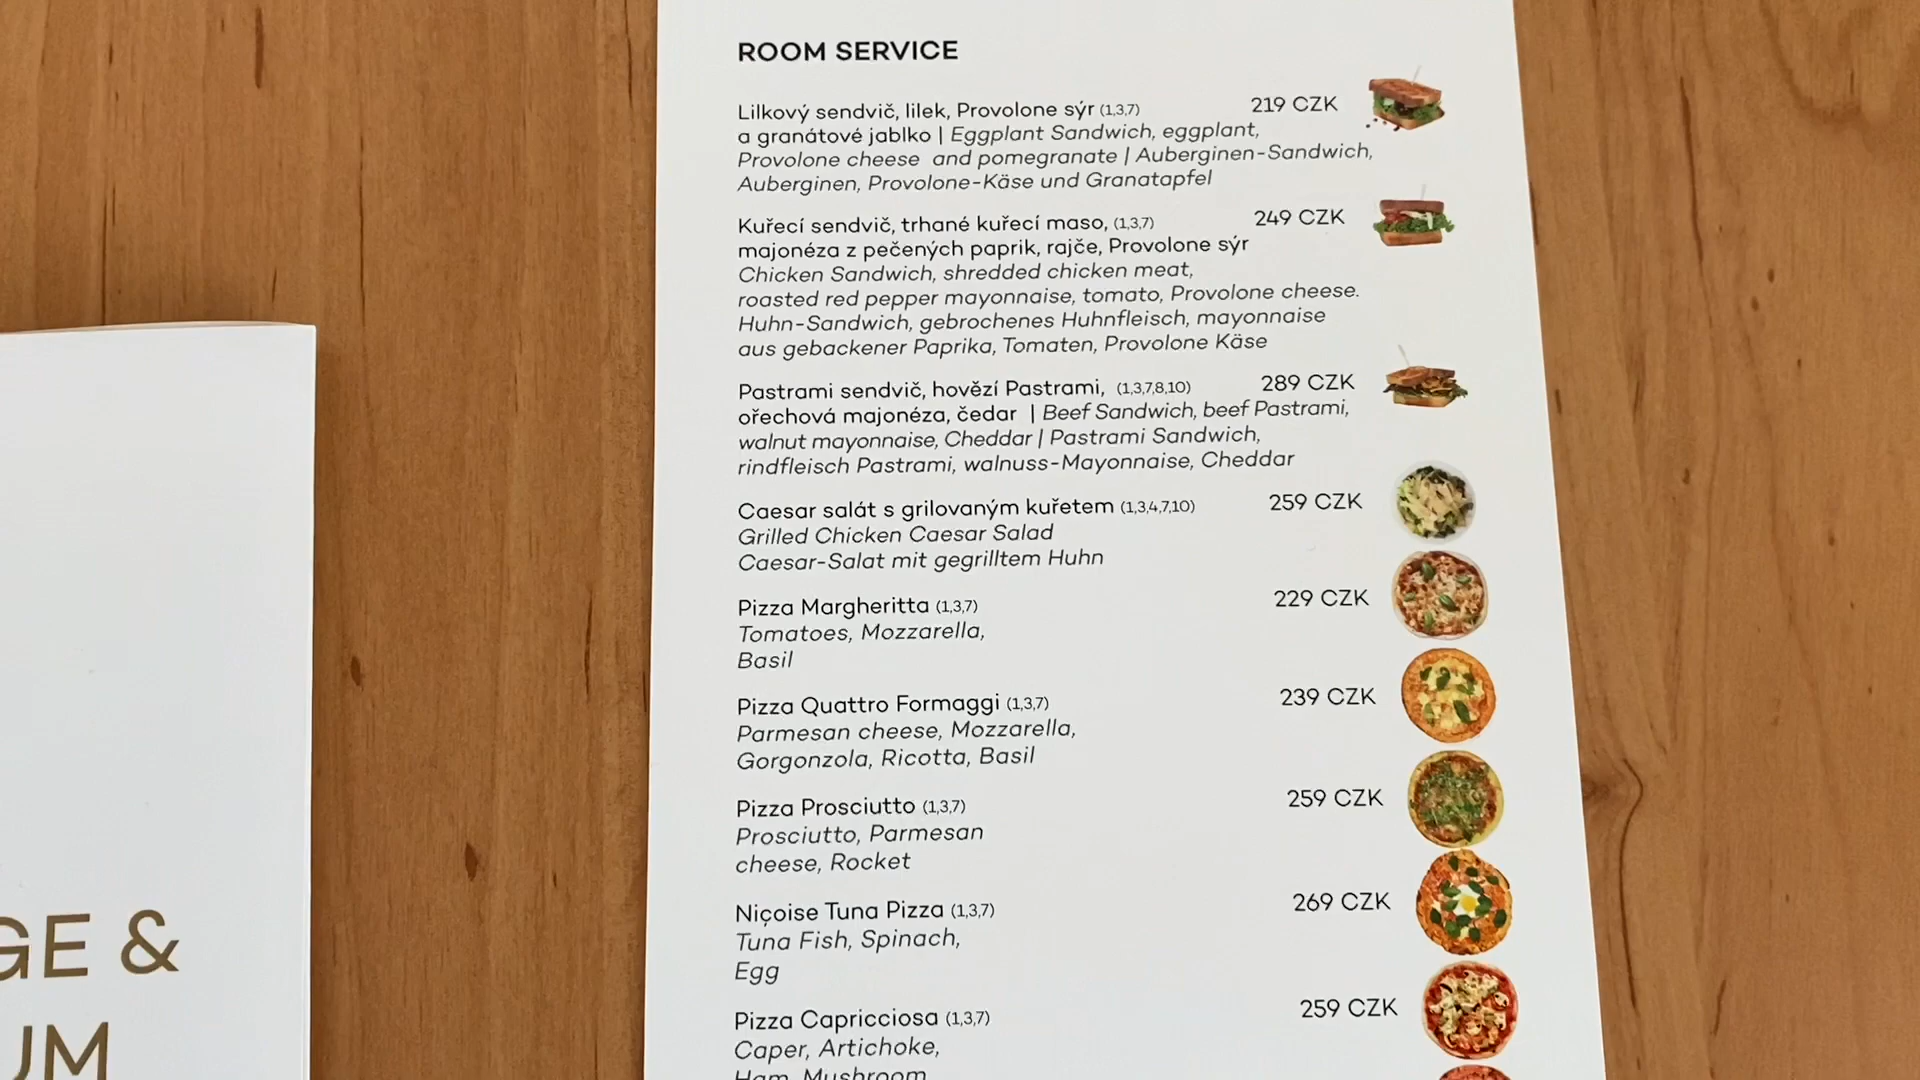 ROOM SERVICE
Lilkový sendvič, lilek, Provolone sýr (1,3,7) 219 CZK
a granátové jablko | Eggplant Sandwich, eggplant,
Provolone cheese and pomegranate | Auberginen-Sandwich,
Auberginen, Provolone-Käse und Granatapfel
Kuřecí sendvič, trhané kuřecí maso, (1,3,7) 249 CZK
majonéza z pečených paprik, rajče, Provolone sýr
Chicken Sandwich, shredded chicken meat,
roasted red pepper mayonnaise, tomato, Provolone cheese.
Huhn-Sandwich, gebrochenes Huhnfleisch, mayonnaise
aus gebackener Paprika, Tomaten, Provolone Käse
Pastrami sendvič, hovězí Pastrami, (1,3,7,8,10) 289 CZK
ořechová majonéza, čedar | Beef Sandwich, beef Pastrami,
walnut mayonnaise, Cheddar | Pastrami Sandwich,
rindfleisch Pastrami, walnuss-Mayonnaise, Cheddar
Caesar salát s grilovaným kuřetem (1,3,4,7,10) 259 CZK
Grilled Chicken Caesar Salad
Caesar-Salat mit gegrilltem Huhn
Pizza Margheritta (1,3,7) 229 CZK
Tomatoes, Mozzarella,
Basil
Pizza Quattro Formaggi (1,3,7) 239 CZK
Parmesan cheese, Mozzarella,
Gorgonzola, Ricotta, Basil
Pizza Prosciutto (1,3,7) 259 CZK
Prosciutto, Parmesan
cheese, Rocket
Niçoise Tuna Pizza (1,3,7) 269 CZK
Tuna Fish, Spinach,
Egg
Pizza Capricciosa (1,3,7) 259 CZK
Caper, Artichoke,
Ham, Mushroom
GE &
UM